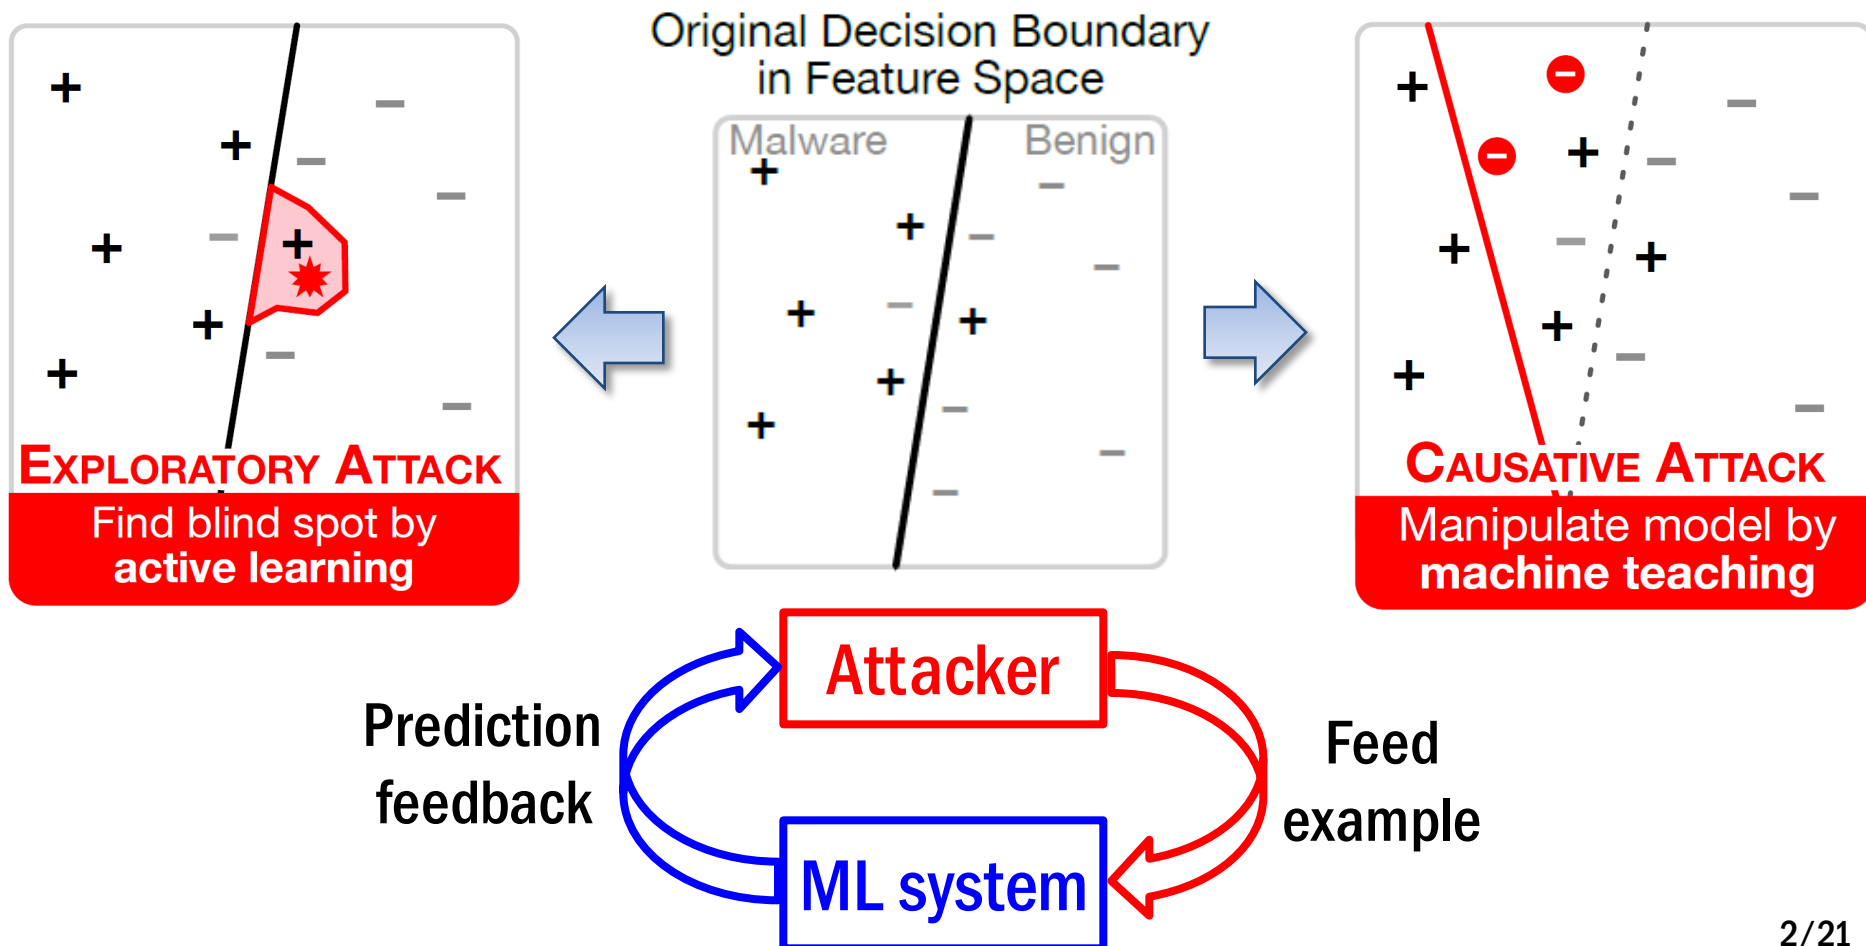 Original Decision Boundary
in Feature Space
Malware
Benign
EXPLORATORY ATTACK
Find blind spot by
active learning
CAUSATIVE ATTACK
Manipulate model by
machine teaching
Attacker
Prediction
feedback
Feed
example
ML system
2/21